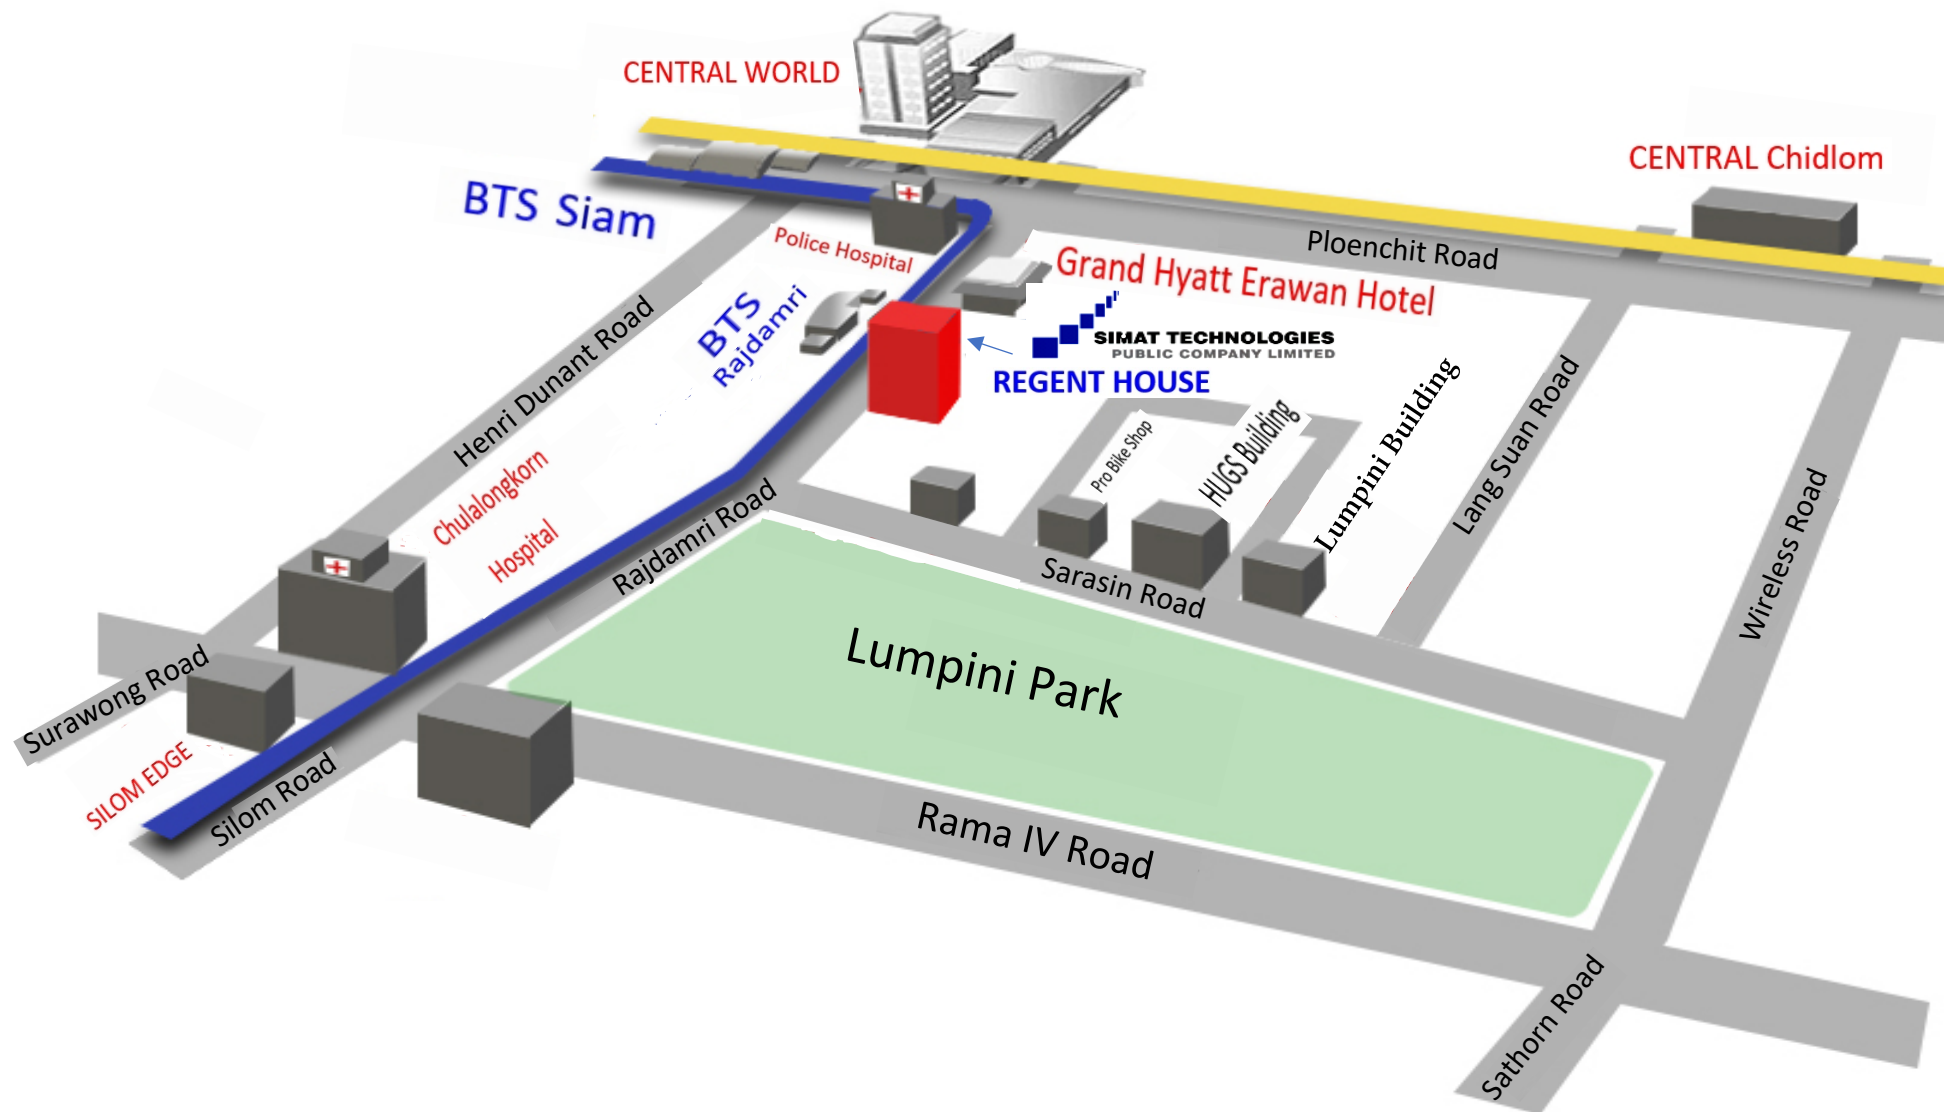 CENTRAL WORLD
CENTRAL Chidlom
BTS Siam
Police Hospital
Ploenchit Road
Grand Hyatt Erawan Hotel
BTS
Rajdamri
SIMAT TECHNOLOGIES
PUBLIC COMPANY LIMITED
REGENT HOUSE
Henri Dunant Road
Pro Bike Shop
HUGS Building
Lumpini Building
Lang Suan Road
Wireless Road
Chulalongkorn
Hospital
Rajdamri Road
Sarasin Road
Lumpini Park
Surawong Road
SILOM EDGE
Silom Road
Rama IV Road
Sathorn Road